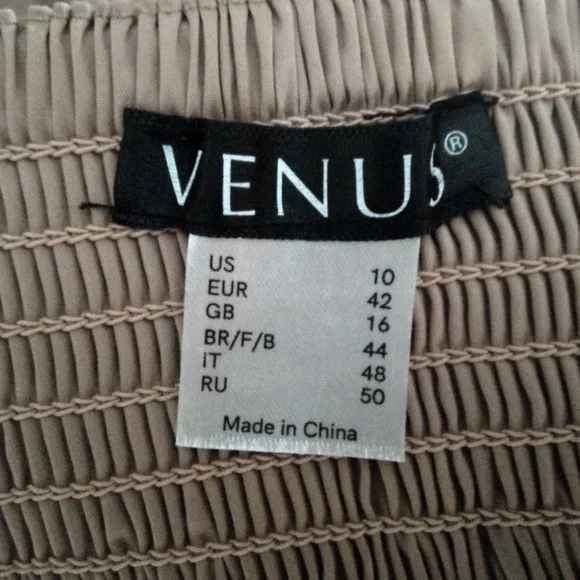 VENUS®
US 10
EUR 42
GB 16
BR/F/B 44
IT 48
RU 50
Made in China